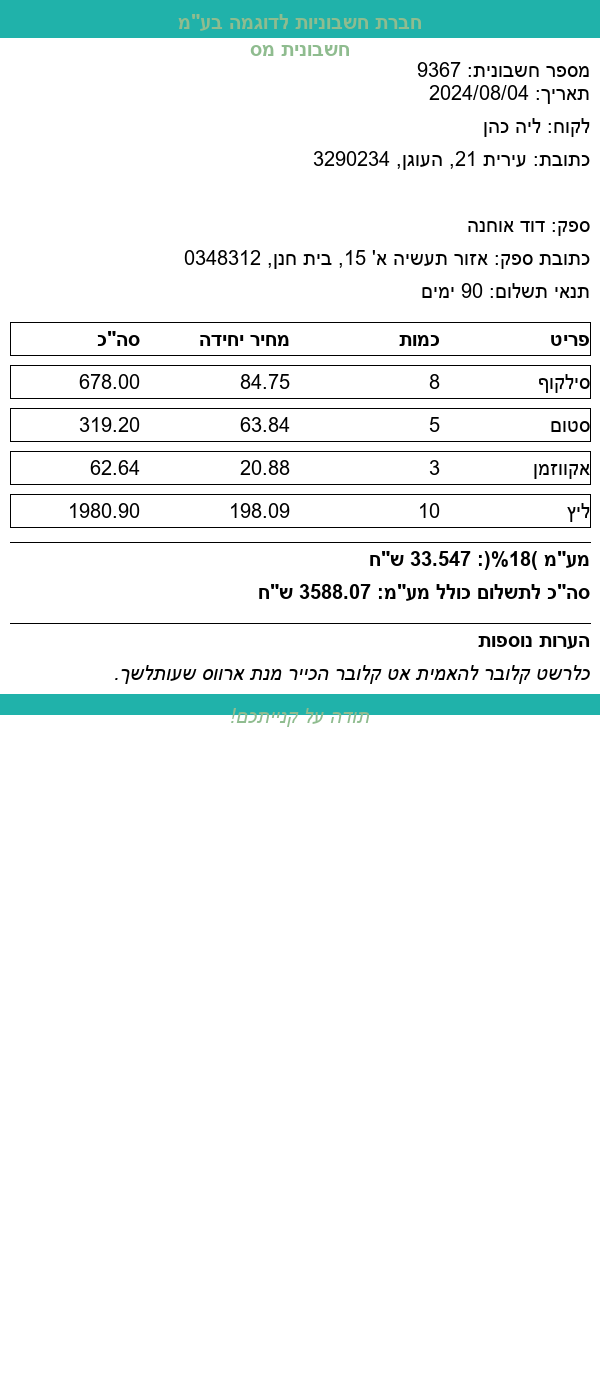 חברת חשבוניות לדוגמה בע"מ
חשבונית מס
מספר חשבונית: 9367
תאריך: 2024/08/04
לקוח: ליה כהן
כתובת: עירית 21, העוגן, 3290234
ספק: דוד אוחנה
כתובת ספק: אזור תעשיה א' 15, בית חנן, 0348312
תנאי תשלום: 90 ימים
פריט כמות מחיר יחידה סה"כ
סילקוף 8 84.75 678.00
סטום 5 63.84 319.20
אקווזמן 3 20.88 62.64
ליץ 10 198.09 1980.90
מע"מ )18%(: 33.547 ש"ח
סה"כ לתשלום כולל מע"מ: 3588.07 ש"ח
הערות נוספות
כלרשט קלובר להאמית אט קלובר הכייר מנת ארווס שעותלשך.
תודה על קנייתכם!